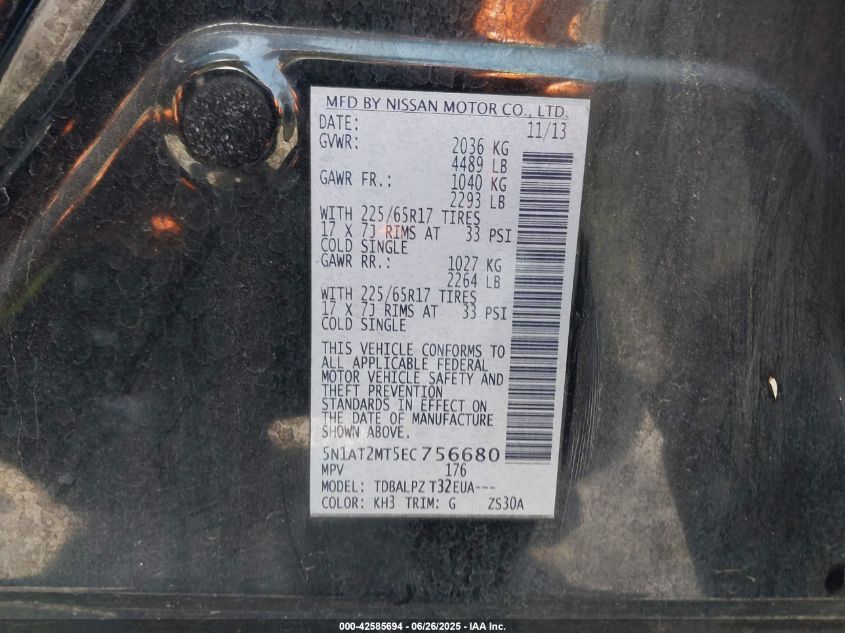 MFD BY NISSAN MOTOR CO., LTD.
DATE: 11/13
GVWR: 2036 KG
4489 LB
GAWR FR.: 1040 KG
2293 LB
WITH 225/65R17 TIRES
17 X 7J RIMS AT 33 PSI
COLD SINGLE
GAWR RR.: 1027 KG
2264 LB
WITH 225/65R17 TIRES
17 X 7J RIMS AT 33 PSI
COLD SINGLE
THIS VEHICLE CONFORMS TO
ALL APPLICABLE FEDERAL
MOTOR VEHICLE SAFETY AND
THEFT PREVENTION
STANDARDS IN EFFECT ON
THE DATE OF MANUFACTURE
SHOWN ABOVE.
5N1AT2MT5EC756680
MPV 176
MODEL: TDBALPZ T32EUA---
COLOR: KH3 TRIM: G ZS30A
000-42585694 - 06/26/2025 - IAA Inc.